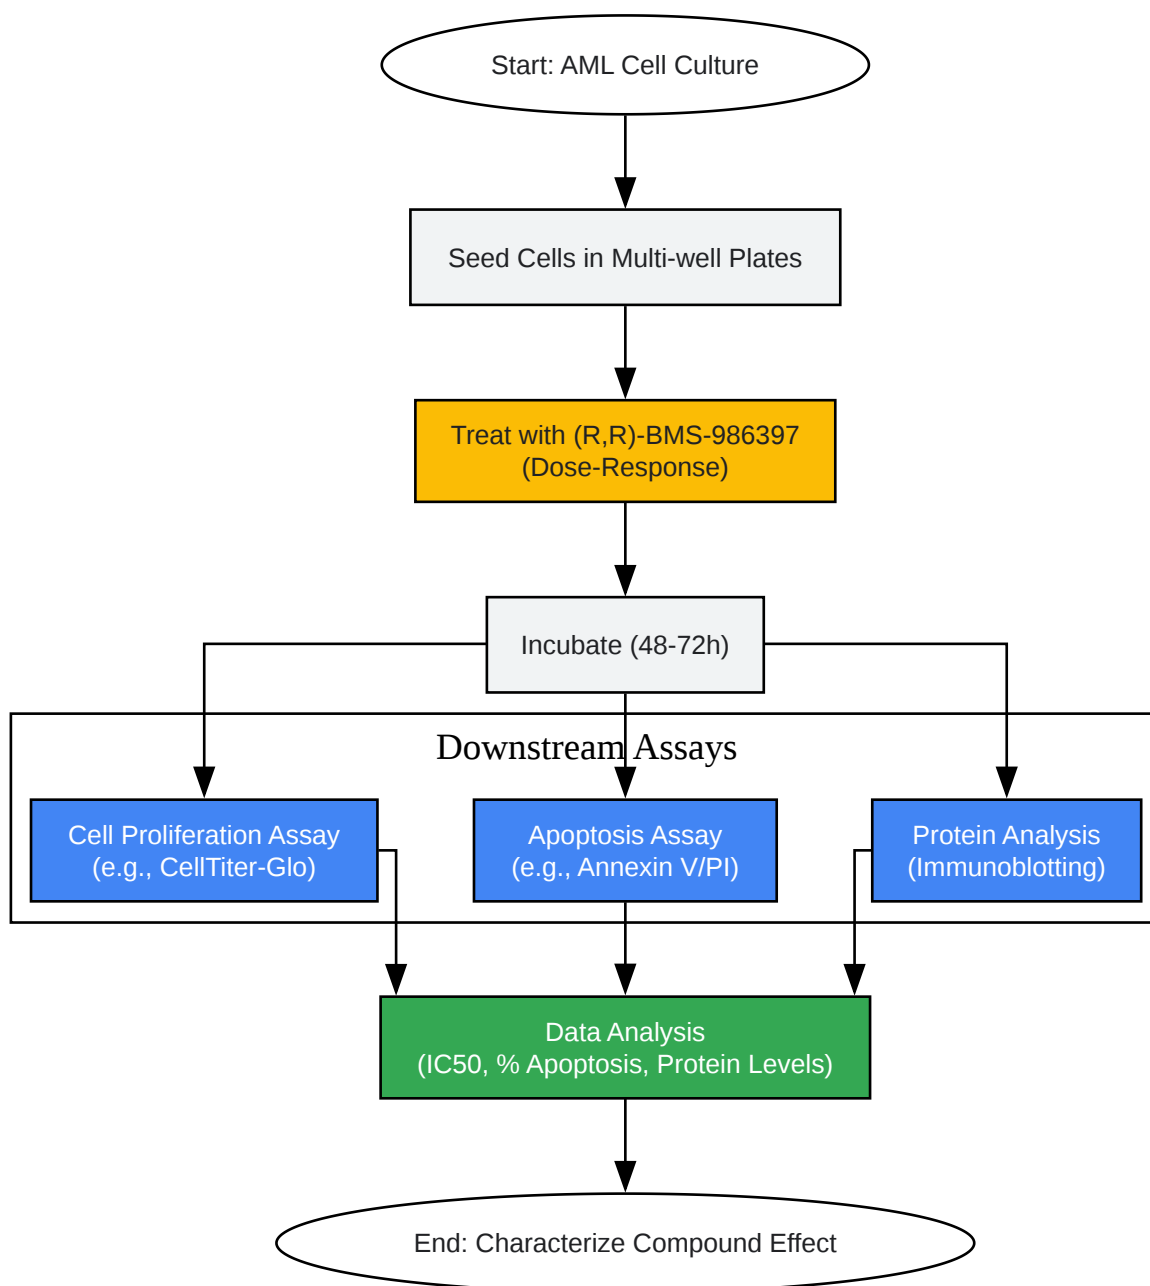 Start: AML Cell Culture
Seed Cells in Multi-well Plates
Treat with (R,R)-BMS-986397
(Dose-Response)
Incubate (48-72h)
Downstream Assays
Cell Proliferation Assay
(e.g., CellTiter-Glo)
Apoptosis Assay
(e.g., Annexin V/PI)
Protein Analysis
(Immunoblotting)
Data Analysis
(IC50, % Apoptosis, Protein Levels)
End: Characterize Compound Effect